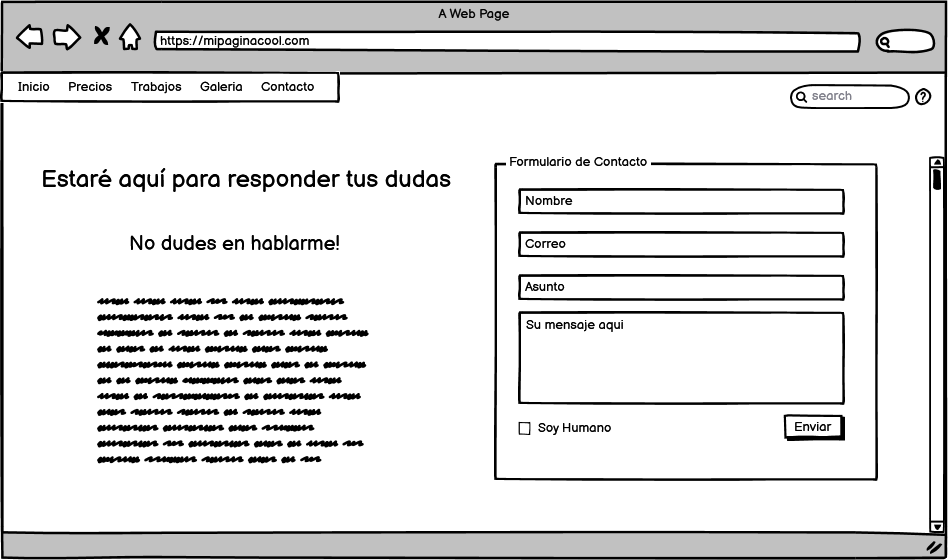 A Web Page
https://mipaginacool.com
Inicio Precios Trabajos Galeria Contacto
search
?
Estaré aquí para responder tus dudas
No dudes en hablarme!
Formulario de Contacto
Nombre
Correo
Asunto
Su mensaje aqui
Soy Humano
Enviar